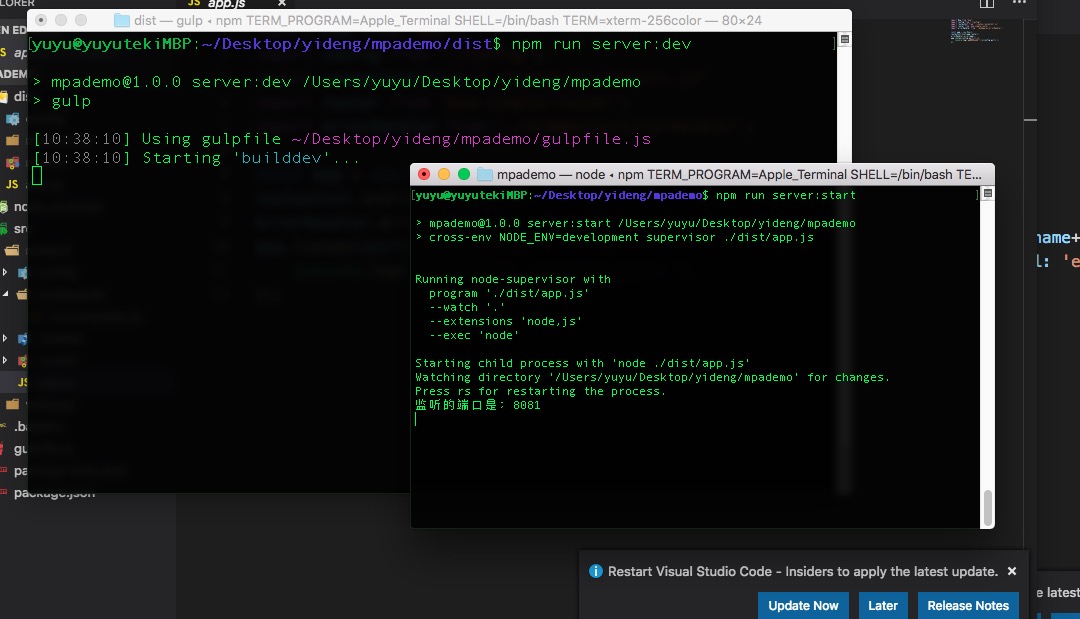 LORER
JS app.js ×
dist — gulp ◂ npm TERM_PROGRAM=Apple_Terminal SHELL=/bin/bash TERM=xterm-256color — 80×24
[yuyu@yuyutekiMBP:~/Desktop/yideng/mpademo/dist$ npm run server:dev ]
> mpademo@1.0.0 server:dev /Users/yuyu/Desktop/yideng/mpademo
> gulp
[10:38:10] Using gulpfile ~/Desktop/yideng/mpademo/gulpfile.js
[10:38:10] Starting 'builddev'...
mpademo — node ◂ npm TERM_PROGRAM=Apple_Terminal SHELL=/bin/bash TE...
[yuyu@yuyutekiMBP:~/Desktop/yideng/mpademo$ npm run server:start ]
> mpademo@1.0.0 server:start /Users/yuyu/Desktop/yideng/mpademo
> cross-env NODE_ENV=development supervisor ./dist/app.js
Running node-supervisor with
program './dist/app.js'
--watch '.'
--extensions 'node,js'
--exec 'node'
Starting child process with 'node ./dist/app.js'
Watching directory '/Users/yuyu/Desktop/yideng/mpademo' for changes.
Press rs for restarting the process.
监听的端口是: 8081
N ED
JS ap
ADEM
dis
JS
no
sr
JS
.b
gu
pa
package.json
name+
l: 'e
Restart Visual Studio Code - Insiders to apply the latest update. ×
Update Now
Later
Release Notes
e latest